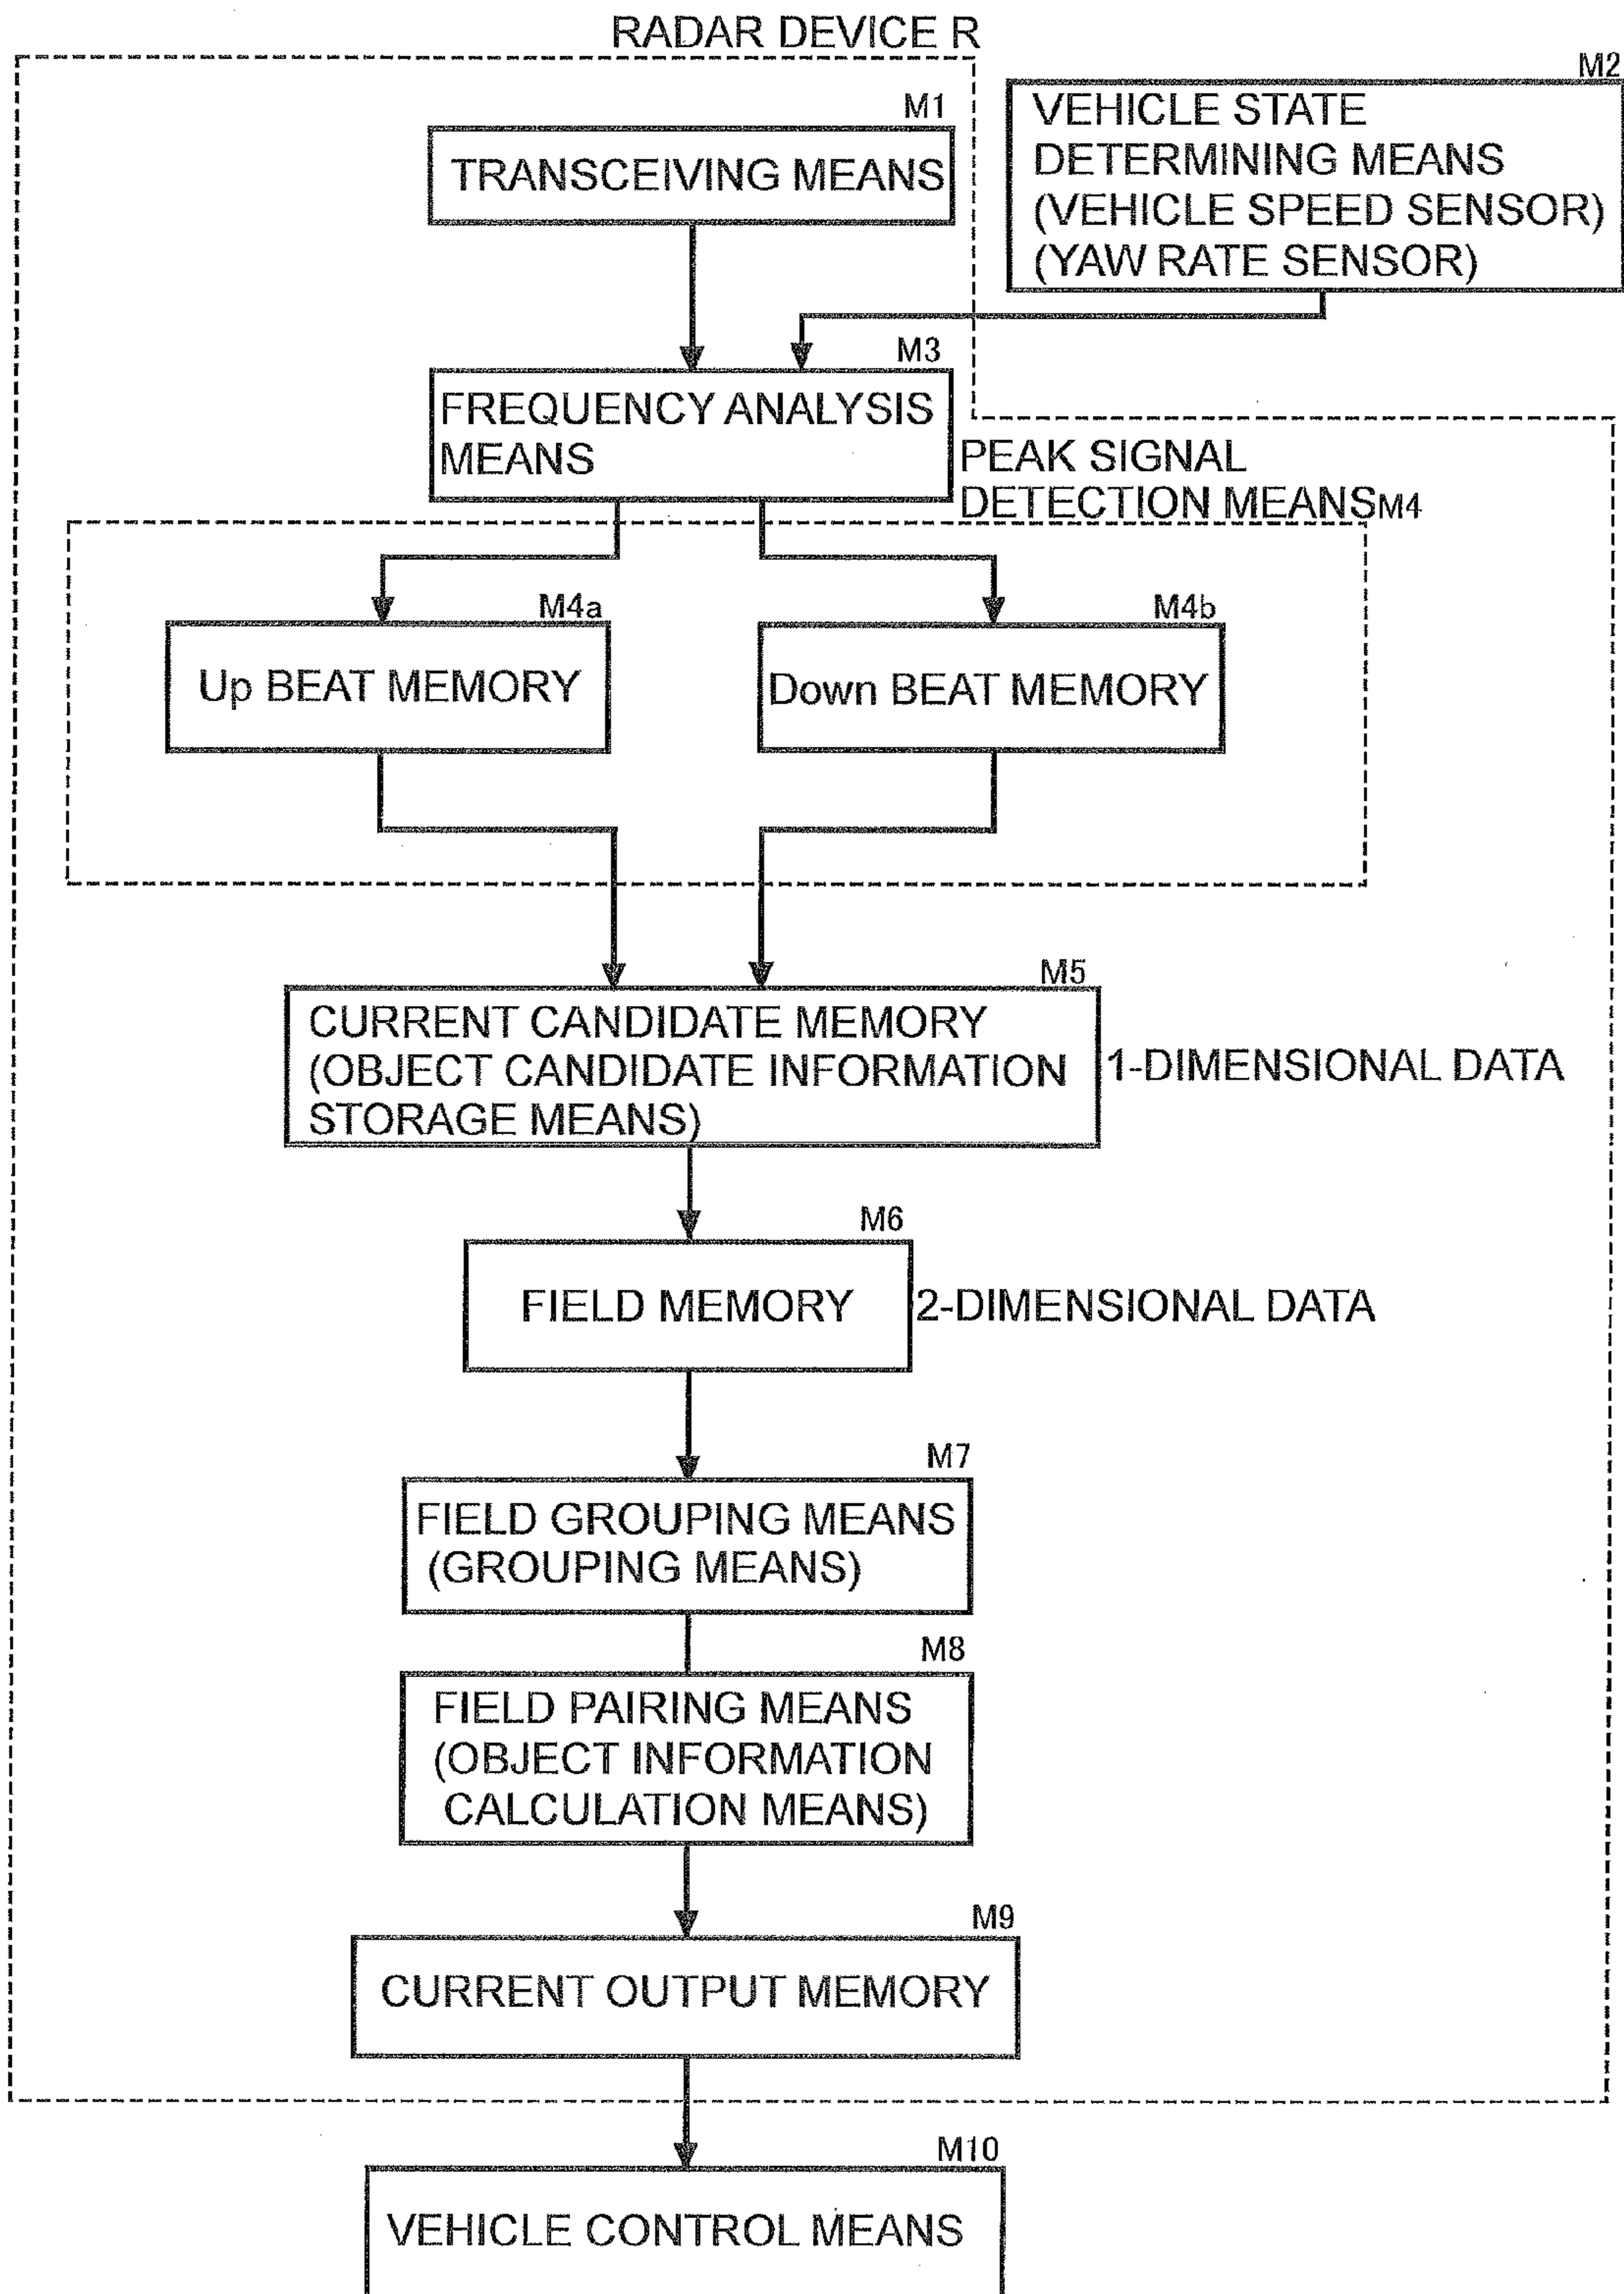 RADAR DEVICE R
M2
VEHICLE STATE
DETERMINING MEANS
(VEHICLE SPEED SENSOR)
(YAW RATE SENSOR)
M1
TRANSCEIVING MEANS
M3
FREQUENCY ANALYSIS
MEANS
PEAK SIGNAL
DETECTION MEANS M4
M4a
Up BEAT MEMORY
M4b
Down BEAT MEMORY
M5
CURRENT CANDIDATE MEMORY
(OBJECT CANDIDATE INFORMATION
STORAGE MEANS)
1-DIMENSIONAL DATA
M6
FIELD MEMORY
2-DIMENSIONAL DATA
M7
FIELD GROUPING MEANS
(GROUPING MEANS)
M8
FIELD PAIRING MEANS
(OBJECT INFORMATION
CALCULATION MEANS)
M9
CURRENT OUTPUT MEMORY
M10
VEHICLE CONTROL MEANS